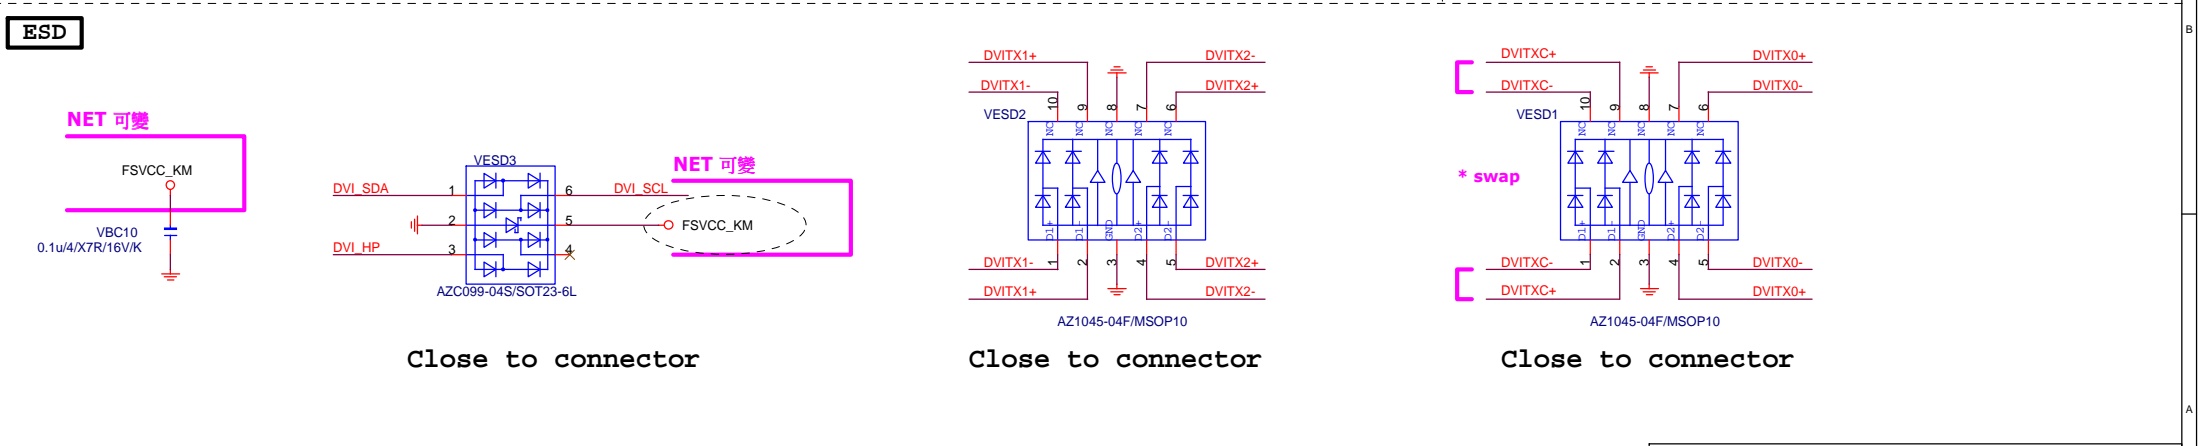 B
ESD
NET 可變
FSVCC_KM
VBC10
0.1u/4/X7R/16V/K
VESD3
DVI_SDA
1
6
DVI_SCL
2
5
DVI_HP
3
4
NET 可變
FSVCC_KM
AZC099-04S/SOT23-6L
Close to connector
DVITX1+
DVITX2-
DVITX1-
DVITX2+
VESD2
10
9
8
7
6
NC
NC
NC
NC
D1+
D1-
GND
D2+
D2-
1
2
3
4
5
DVITX1-
DVITX2+
DVITX1+
DVITX2-
AZ1045-04F/MSOP10
Close to connector
DVITXC+
DVITX0+
DVITXC-
DVITX0-
VESD1
10
9
8
7
6
NC
NC
NC
NC
* swap
D1+
D1-
GND
D2+
D2-
1
2
3
4
5
DVITXC-
DVITX0-
DVITXC+
DVITX0+
AZ1045-04F/MSOP10
Close to connector
A